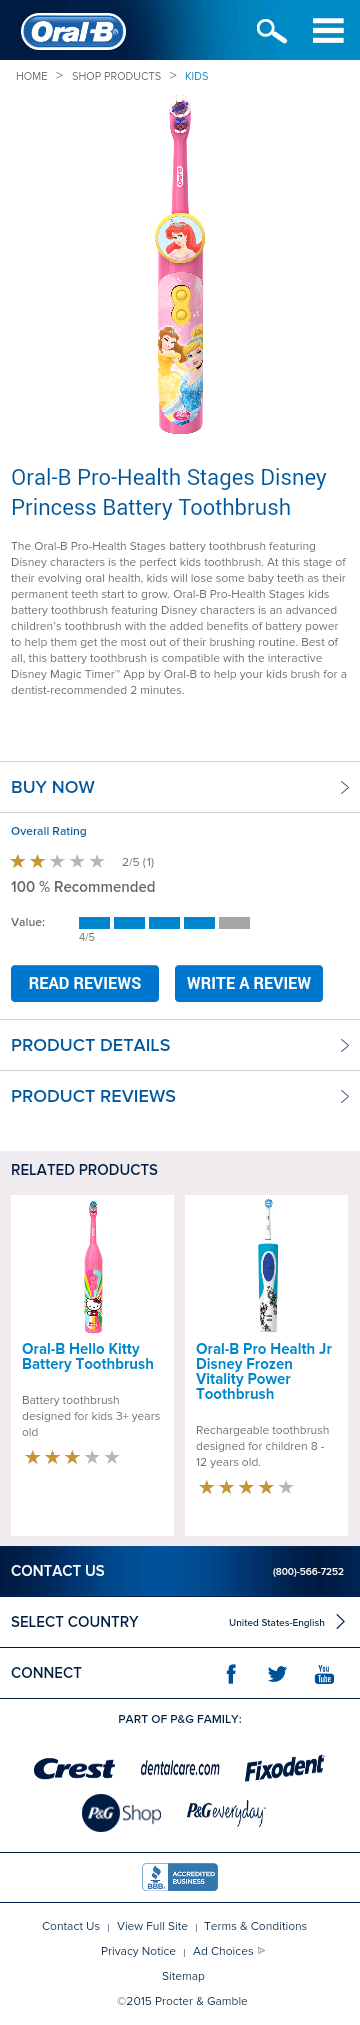 Oral-B
HOME > SHOP PRODUCTS > KIDS
Oral-B
Oral-B Pro-Health Stages Disney
Princess Battery Toothbrush
The Oral-B Pro-Health Stages battery toothbrush featuring
Disney characters is the perfect kids toothbrush. At this stage of
their evolving oral health, kids will lose some baby teeth as their
permanent teeth start to grow. Oral-B Pro-Health Stages kids
battery toothbrush featuring Disney characters is an advanced
children's toothbrush with the added benefits of battery power
to help them get the most out of their brushing routine. Best of
all, this battery toothbrush is compatible with the interactive
Disney Magic Timer™ App by Oral-B to help your kids brush for a
dentist-recommended 2 minutes.
BUY NOW
Overall Rating
2/5 (1)
100 % Recommended
Value:
4/5
READ REVIEWS WRITE A REVIEW
PRODUCT DETAILS
PRODUCT REVIEWS
RELATED PRODUCTS
Oral-B Hello Kitty
Battery Toothbrush
Battery toothbrush
designed for kids 3+ years
old
Oral-B Pro Health Jr
Disney Frozen
Vitality Power
Toothbrush
Rechargeable toothbrush
designed for children 8 -
12 years old.
CONTACT US (800)-566-7252
SELECT COUNTRY United States-English
CONNECT f You Tube
PART OF P&G FAMILY:
Crest dentalcare.com Fixodent
P&G Shop P&G everyday
BBB ACCREDITED
BUSINESS
Contact Us | View Full Site | Terms & Conditions
Privacy Notice | Ad Choices
Sitemap
©2015 Procter & Gamble